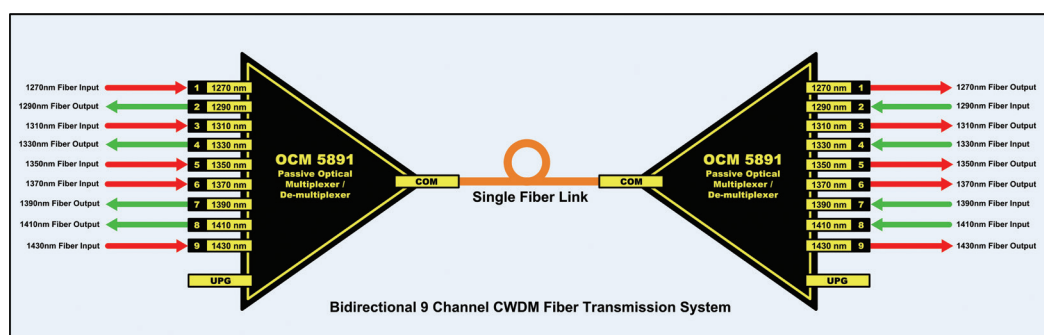 1270nm Fiber Input
1 1270 nm
1290nm Fiber Output
2 1290 nm
1310nm Fiber Input
3 1310 nm
1330nm Fiber Output
4 1330 nm
1350nm Fiber Input
5 1350 nm
1370nm Fiber Input
6 1370 nm
1390nm Fiber Output
7 1390 nm
1410nm Fiber Output
8 1410 nm
1430nm Fiber Input
9 1430 nm
UPG
OCM 5891
Passive Optical
Multiplexer /
De-multiplexer
COM
Single Fiber Link
COM
OCM 5891
Passive Optical
Multiplexer /
De-multiplexer
1270 nm 1
1270nm Fiber Output
1290 nm 2
1290nm Fiber Input
1310 nm 3
1310nm Fiber Output
1330 nm 4
1330nm Fiber Input
1350 nm 5
1350nm Fiber Output
1370 nm 6
1370nm Fiber Output
1390 nm 7
1390nm Fiber Input
1410 nm 8
1410nm Fiber Input
1430 nm 9
1430nm Fiber Output
UPG
Bidirectional 9 Channel CWDM Fiber Transmission System